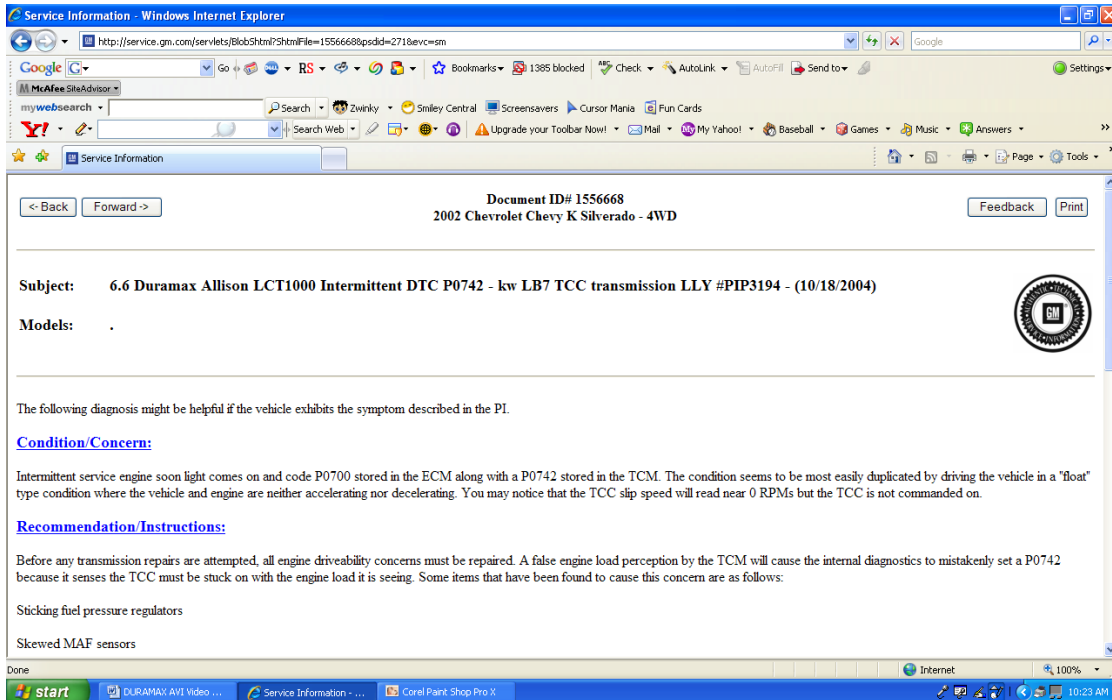 Service Information - Windows Internet Explorer
http://service.gm.com/servlets/BlobShtml?ShtmlFile=1556668&psdid=271&evc=sm
Google
Google G Go RS Bookmarks 1385 blocked Check AutoLink AutoFill Send to Settings
McAfee SiteAdvisor
mywebsearch Search Zwinky Smiley Central Screensavers Cursor Mania Fun Cards
Y! Search Web Upgrade your Toolbar Now! Mail My Yahoo! Baseball Games Music Answers
Service Information Page Tools
<- Back Forward -> Document ID# 1556668 Feedback Print
2002 Chevrolet Chevy K Silverado - 4WD
Subject: 6.6 Duramax Allison LCT1000 Intermittent DTC P0742 - kw LB7 TCC transmission LLY #PIP3194 - (10/18/2004)
GM
Models: .
The following diagnosis might be helpful if the vehicle exhibits the symptom described in the PI.
Condition/Concern:
Intermittent service engine soon light comes on and code P0700 stored in the ECM along with a P0742 stored in the TCM. The condition seems to be most easily duplicated by driving the vehicle in a "float"
type condition where the vehicle and engine are neither accelerating nor decelerating. You may notice that the TCC slip speed will read near 0 RPMs but the TCC is not commanded on.
Recommendation/Instructions:
Before any transmission repairs are attempted, all engine driveability concerns must be repaired. A false engine load perception by the TCM will cause the internal diagnostics to mistakenly set a P0742
because it senses the TCC must be stuck on with the engine load it is seeing. Some items that have been found to cause this concern are as follows:
Sticking fuel pressure regulators
Skewed MAF sensors
Done Internet 100%
start DURAMAX AVI Video ... Service Information - ... Corel Paint Shop Pro X 10:23 AM